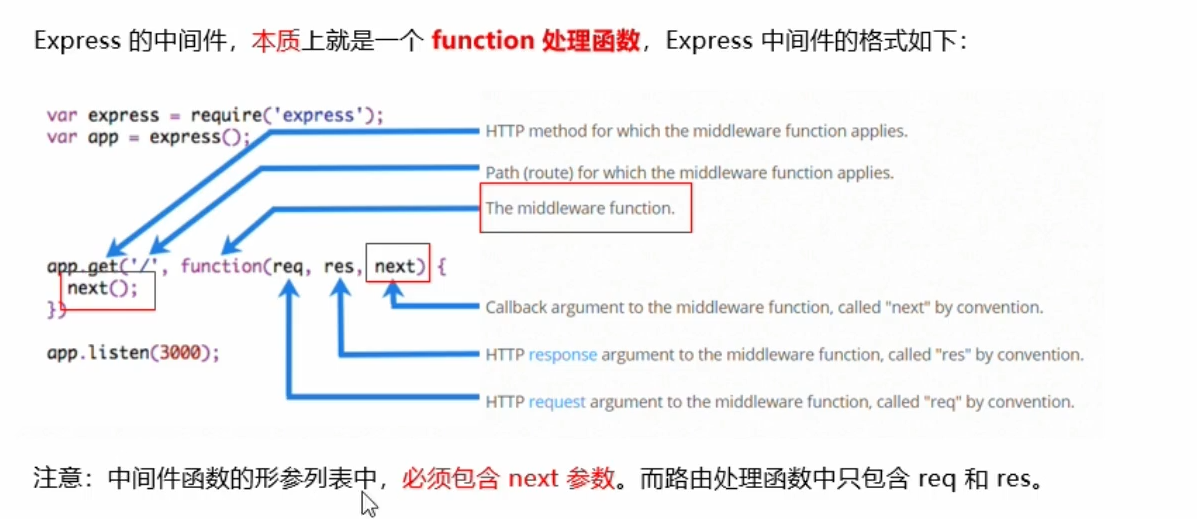 Express 的中间件，本质上就是一个 function 处理函数，Express 中间件的格式如下：
var express = require('express');
var app = express();
HTTP method for which the middleware function applies.
Path (route) for which the middleware function applies.
The middleware function.
app.get('/', function(req, res, next) {
next();
})
Callback argument to the middleware function, called "next" by convention.
app.listen(3000);
HTTP response argument to the middleware function, called "res" by convention.
HTTP request argument to the middleware function, called "req" by convention.
注意：中间件函数的形参列表中，必须包含 next 参数。而路由处理函数中只包含 req 和 res。